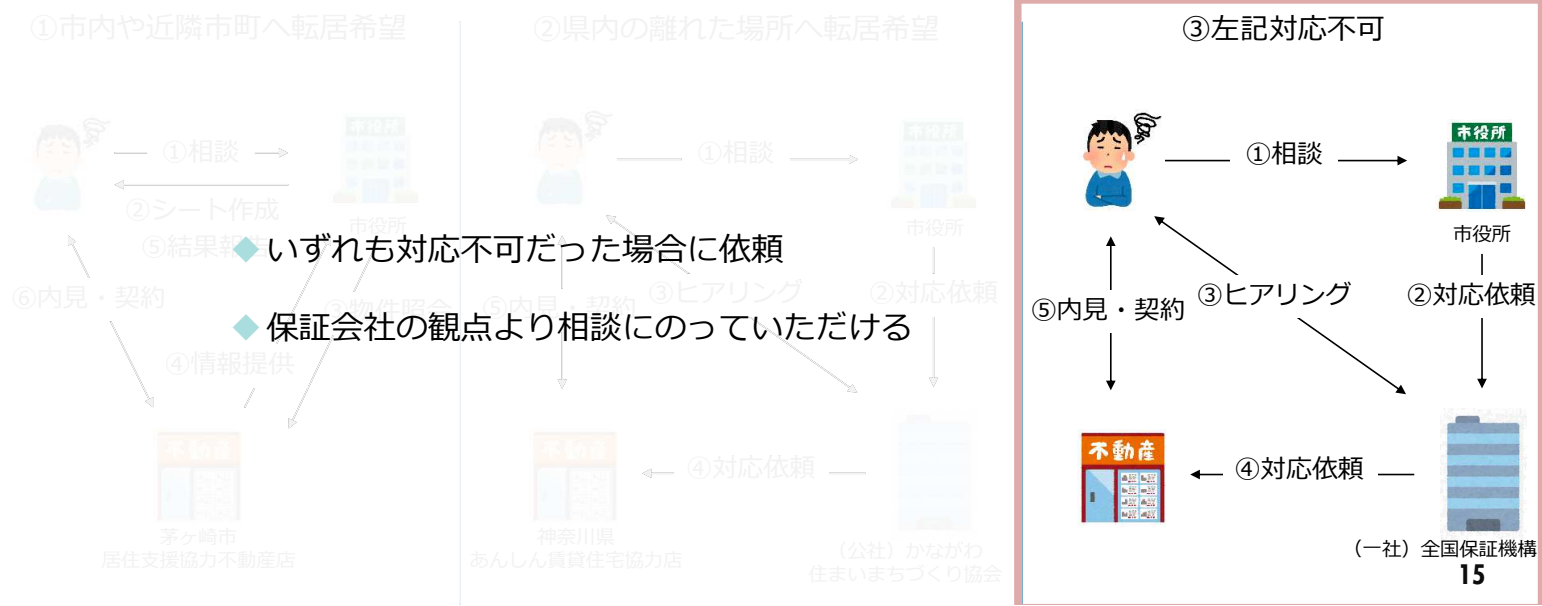 ①市内や近隣市町へ転居希望
①相談
市役所
②シート作成
市役所
⑤結果報告
⑥内見・契約
③物件照会
④情報提供
不動産
茅ヶ崎市
居住支援協力不動産店
②県内の離れた場所へ転居希望
①相談
市役所
市役所
⑤内見・契約
③ヒアリング
②対応依頼
不動産
④対応依頼
神奈川県
あんしん賃貸住宅協力店
（公社）かながわ
住まいまちづくり協会
◆いずれも対応不可だった場合に依頼
◆保証会社の観点より相談にのっていただける
③左記対応不可
①相談
市役所
市役所
⑤内見・契約
③ヒアリング
②対応依頼
不動産
④対応依頼
（一社）全国保証機構
15